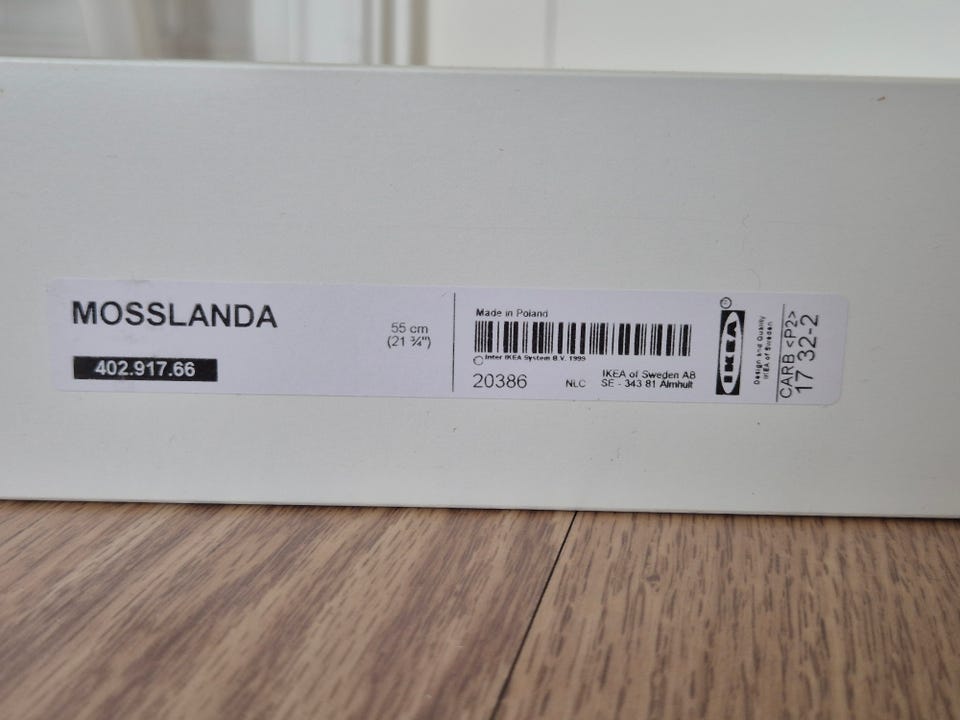 MOSSLANDA
402.917.66
55 cm
(21 ¾")
Made in Poland
© Inter IKEA System B.V. 1999
20386 NLC
IKEA of Sweden AB
SE - 343 81 Älmhult
®
IKEA
Design and Quality
IKEA of Sweden
CARB <P2>
17 32-2